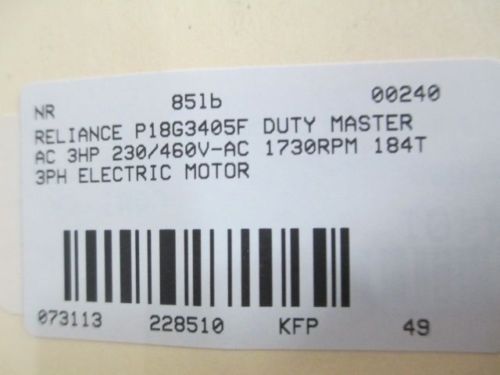 NR 851b 00240
RELIANCE P18G3405F DUTY MASTER
AC 3HP 230/460V-AC 1730RPM 184T
3PH ELECTRIC MOTOR
073113 228510 KFP 49